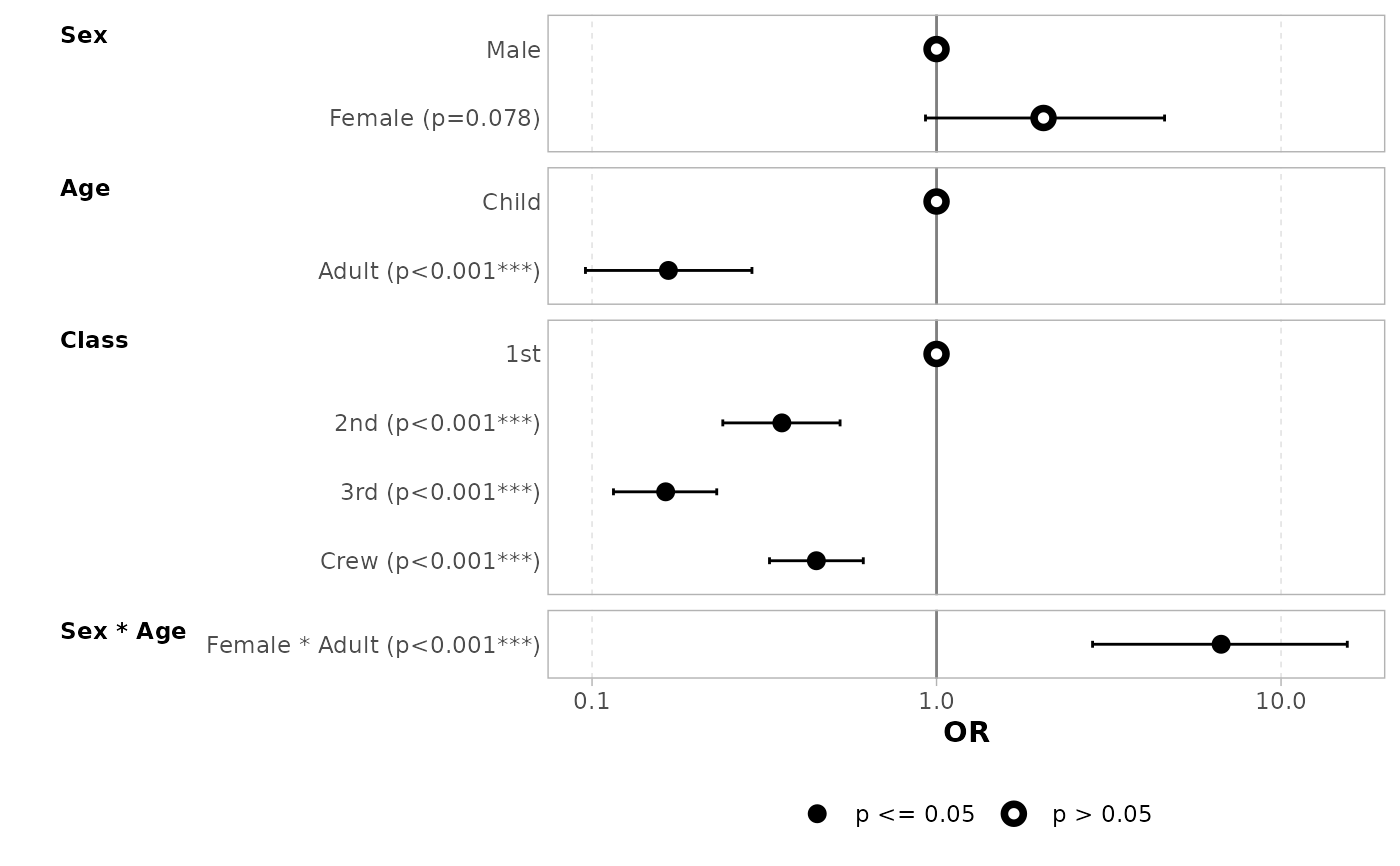 Sex
Male
Female (p=0.078)
Age
Child
Adult (p<0.001***)
Class
1st
2nd (p<0.001***)
3rd (p<0.001***)
Crew (p<0.001***)
Sex * Age
Female * Adult (p<0.001***)
0.1 1.0 10.0
OR
p <= 0.05 p > 0.05